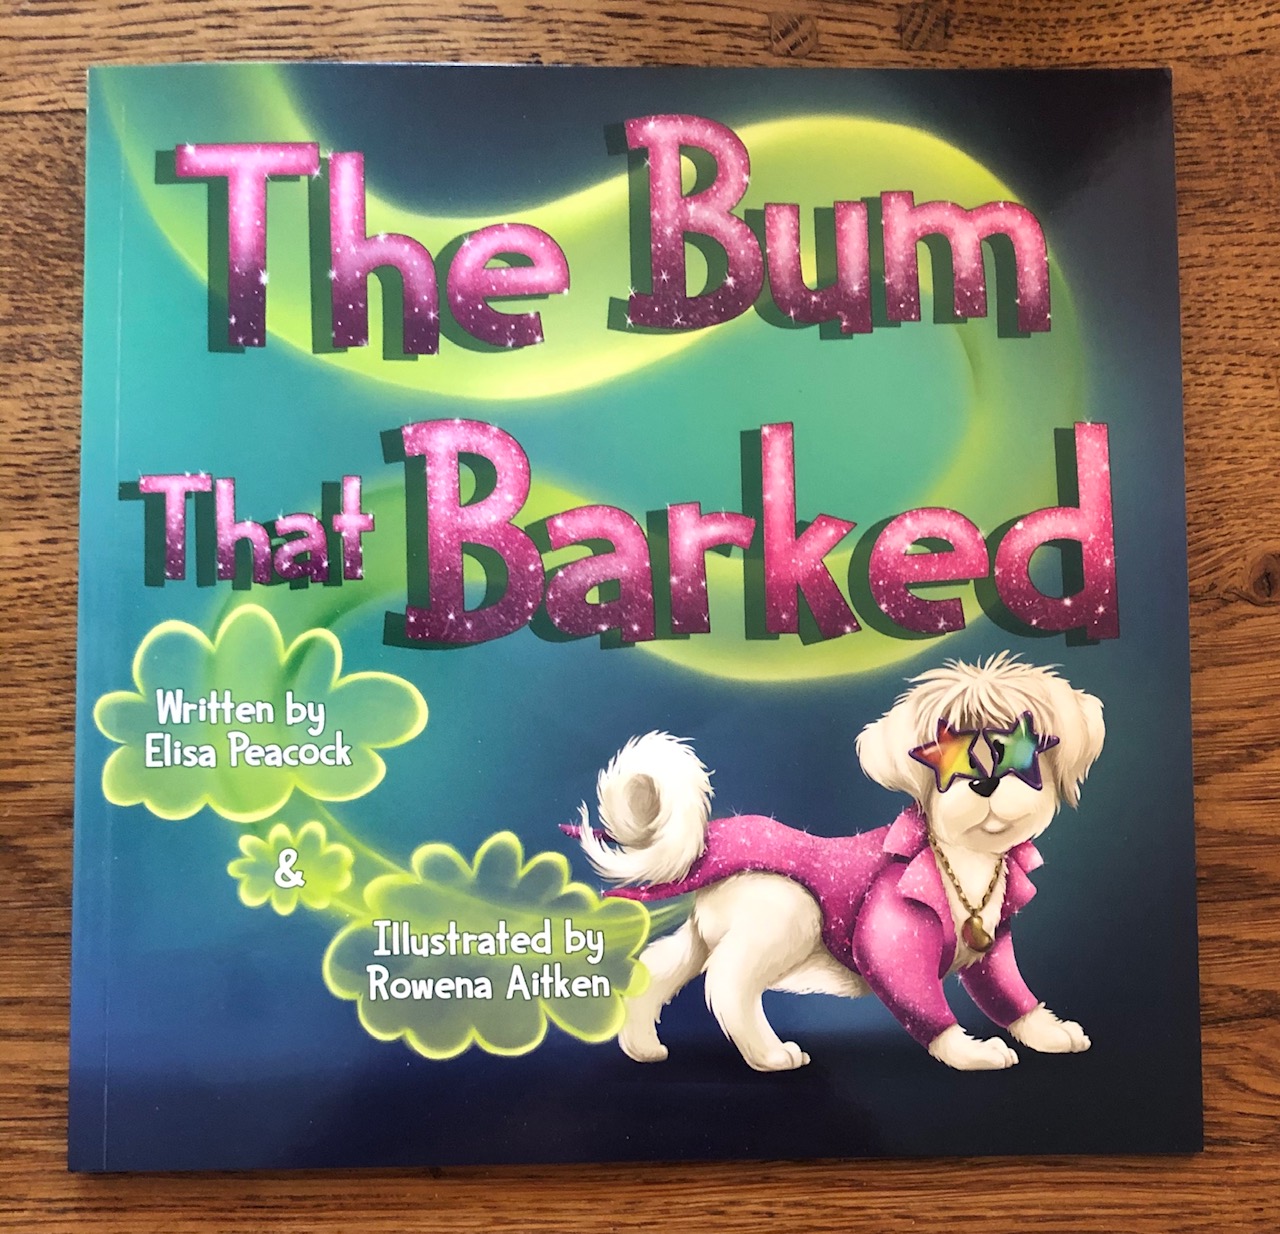 The Bum
That Barked
Written by
Elisa Peacock
&
Illustrated by
Rowena Aitken